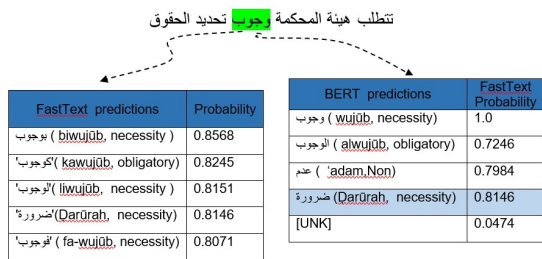 تتطلب هيئة المحكمة وجوب تحديد الحقوق
FastText predictions Probability
بوجوب ( biwujūb, necessity ) 0.8568
'كوجوب' ( kawujūb, obligatory) 0.8245
'لوجوب' ( liwujūb, necessity ) 0.8151
'ضرورة' (Darūrah, necessity) 0.8146
'فوجوب' ( fa-wujūb, necessity) 0.8071
BERT predictions FastText Probability
وجوب ( wujūb, necessity) 1.0
الوجوب ( alwujūb, obligatory) 0.7246
عدم ( ʻadam.Non) 0.7984
ضرورة (Darūrah, necessity) 0.8146
[UNK] 0.0474